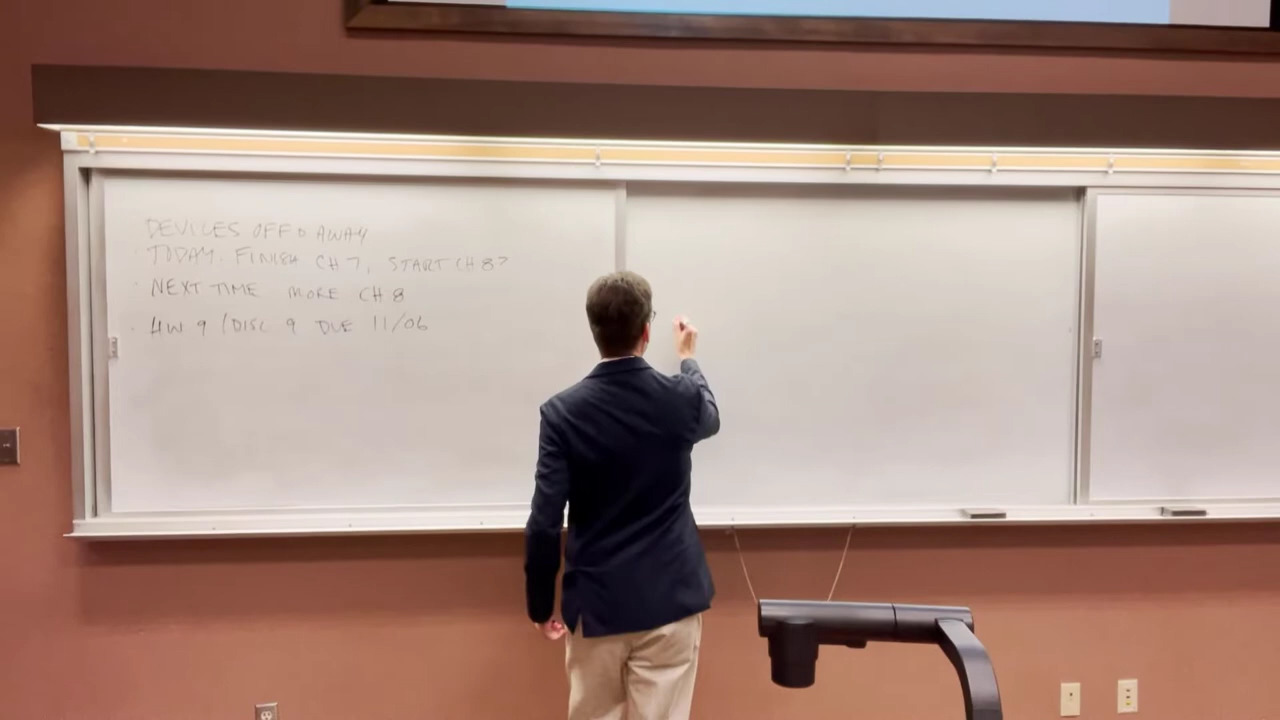 DEVICES OFF & AWAY
· TODAY. FINISH CH 7, START CH 8?
· NEXT TIME MORE CH 8
· HW 9 / DISC 9 DUE 11/06